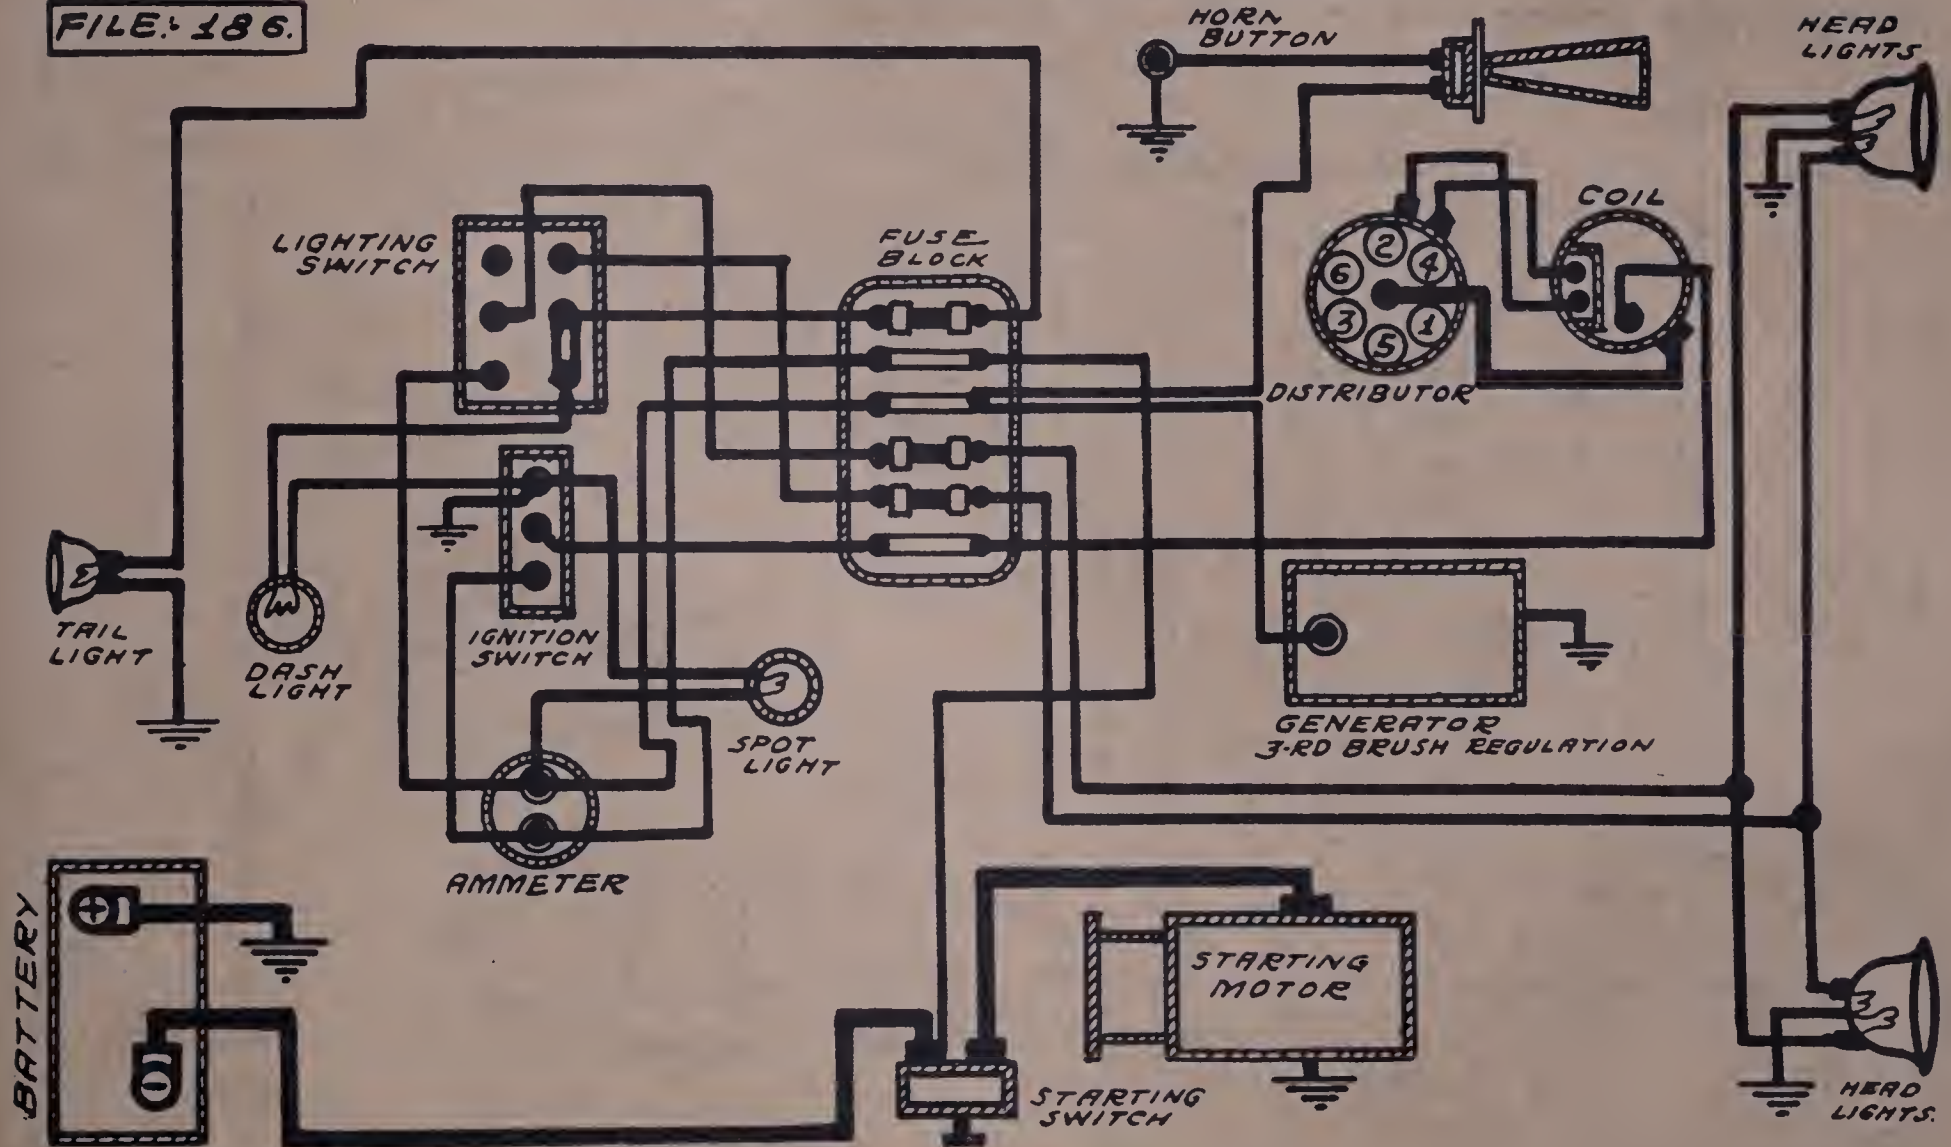 FILE: 186.
HORN
BUTTON
HEAD
LIGHTS
COIL
LIGHTING
SWITCH
FUSE
BLOCK
2
6
4
3
1
5
DISTRIBUTOR
TAIL
LIGHT
DASH
LIGHT
IGNITION
SWITCH
SPOT
LIGHT
GENERATOR
3-RD BRUSH REGULATION
AMMETER
BATTERY
+
-
STARTING
MOTOR
STARTING
SWITCH
HEAD
LIGHTS.